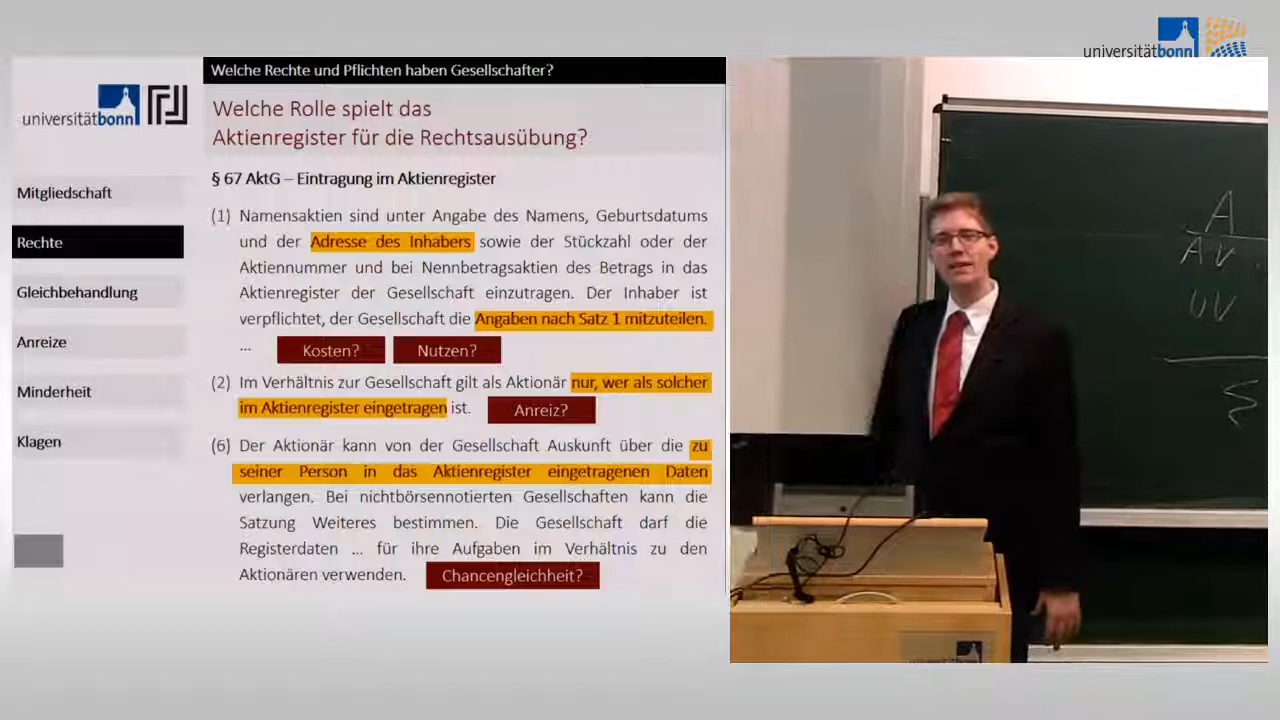 universitätbonn
Welche Rechte und Pflichten haben Gesellschafter?
universitätbonn
Welche Rolle spielt das
Aktienregister für die Rechtsausübung?
§ 67 AktG – Eintragung im Aktienregister
Mitgliedschaft
Rechte
Gleichbehandlung
Anreize
Minderheit
Klagen
(1) Namensaktien sind unter Angabe des Namens, Geburtsdatums
und der Adresse des Inhabers sowie der Stückzahl oder der
Aktiennummer und bei Nennbetragsaktien des Betrags in das
Aktienregister der Gesellschaft einzutragen. Der Inhaber ist
verpflichtet, der Gesellschaft die Angaben nach Satz 1 mitzuteilen.
... Kosten? Nutzen?
(2) Im Verhältnis zur Gesellschaft gilt als Aktionär nur, wer als solcher
im Aktienregister eingetragen ist. Anreiz?
(6) Der Aktionär kann von der Gesellschaft Auskunft über die zu
seiner Person in das Aktienregister eingetragenen Daten
verlangen. Bei nichtbörsennotierten Gesellschaften kann die
Satzung Weiteres bestimmen. Die Gesellschaft darf die
Registerdaten ... für ihre Aufgaben im Verhältnis zu den
Aktionären verwenden. Chancengleichheit?
A
AV
UV